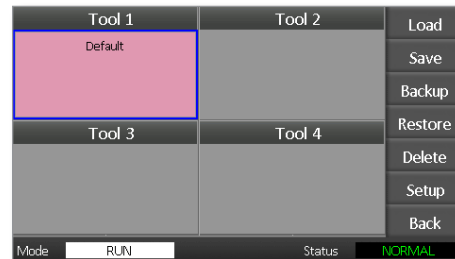 Tool 1
Tool 2
Load
Default
Save
Backup
Tool 3
Tool 4
Restore
Delete
Setup
Back
Mode RUN Status NORMAL